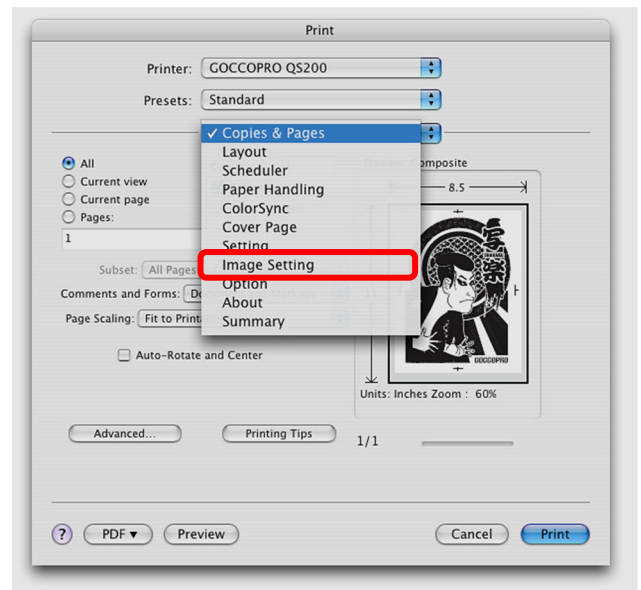 Print
Printer: GOCCOPRO QS200
Presets: Standard
✓ Copies & Pages
Layout
Scheduler
Paper Handling
ColorSync
Cover Page
Setting
Image Setting
Option
About
Summary
All
Current view
Current page
Pages:
1
Subset: All Pages
Comments and Forms:
Page Scaling: Fit to
Auto-Rotate and Center
Composite
8.5
写楽
GOCCOPRO
Units: Inches Zoom : 60%
Advanced...
Printing Tips
1/1
?
PDF ▼
Preview
Cancel
Print